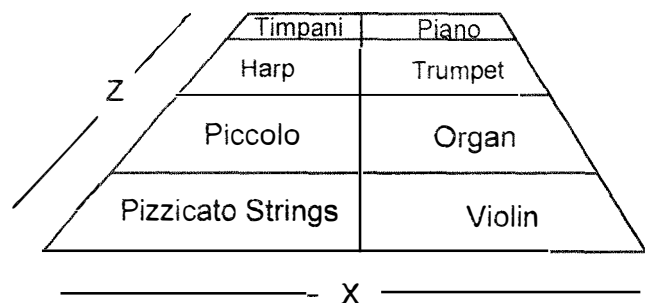 Timpani Piano
Harp Trumpet
Z
Piccolo Organ
Pizzicato Strings Violin
X